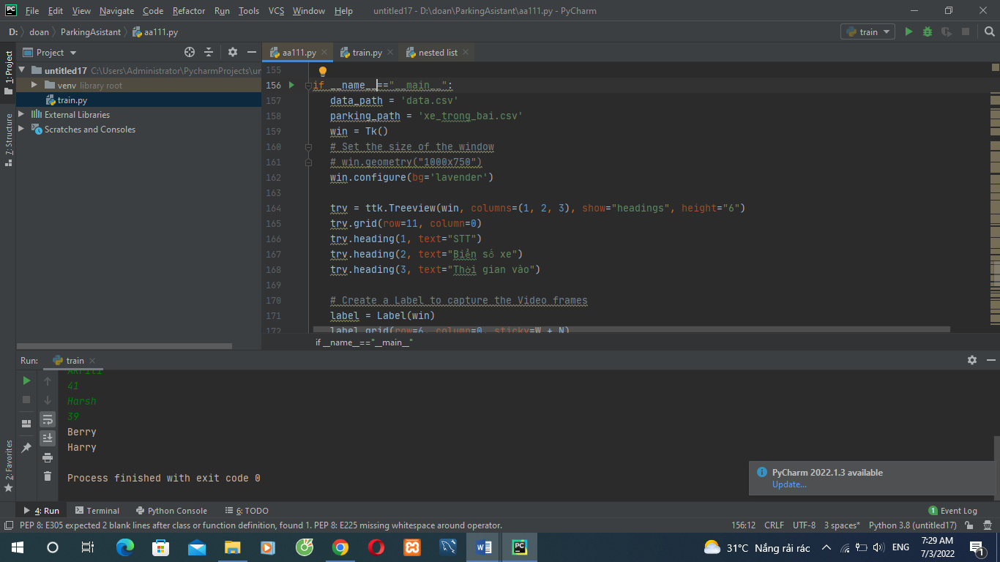 File Edit View Navigate Code Refactor Run Tools VCS Window Help untitled17 - D:\doan\ParkingAsistant\aa111.py - PyCharm
D: doan ParkingAsistant aa111.py train
Project aa111.py train.py nested list
1: Project
7: Structure
2: Favorites
untitled17 C:\Users\Administrator\PycharmProjects\un
venv library root
train.py
External Libraries
Scratches and Consoles
155
156 if __name__=="__main__":
157 data_path = 'data.csv'
158 parking_path = 'xe_trong_bai.csv'
159 win = Tk()
160 # Set the size of the window
161 # win.geometry("1000x750")
162 win.configure(bg='lavender')
163
164 trv = ttk.Treeview(win, columns=(1, 2, 3), show="headings", height="6")
165 trv.grid(row=11, column=0)
166 trv.heading(1, text="STT")
167 trv.heading(2, text="Biển số xe")
168 trv.heading(3, text="Thời gian vào")
169
170 # Create a Label to capture the Video frames
171 label = Label(win)
172 label.grid(row=6, column=0, sticky=W + N)
if __name__=="__main__"
Run: train
Akriti
41
Harsh
39
Berry
Harry
Process finished with exit code 0
PyCharm 2022.1.3 available
Update...
4: Run Terminal Python Console 6: TODO 1 Event Log
PEP 8: E305 expected 2 blank lines after class or function definition, found 1. PEP 8: E225 missing whitespace around operator. 156:12 CRLF UTF-8 3 spaces* Python 3.8 (untitled17)
31°C Nắng rải rác ENG 7:29 AM
7/3/2022 1